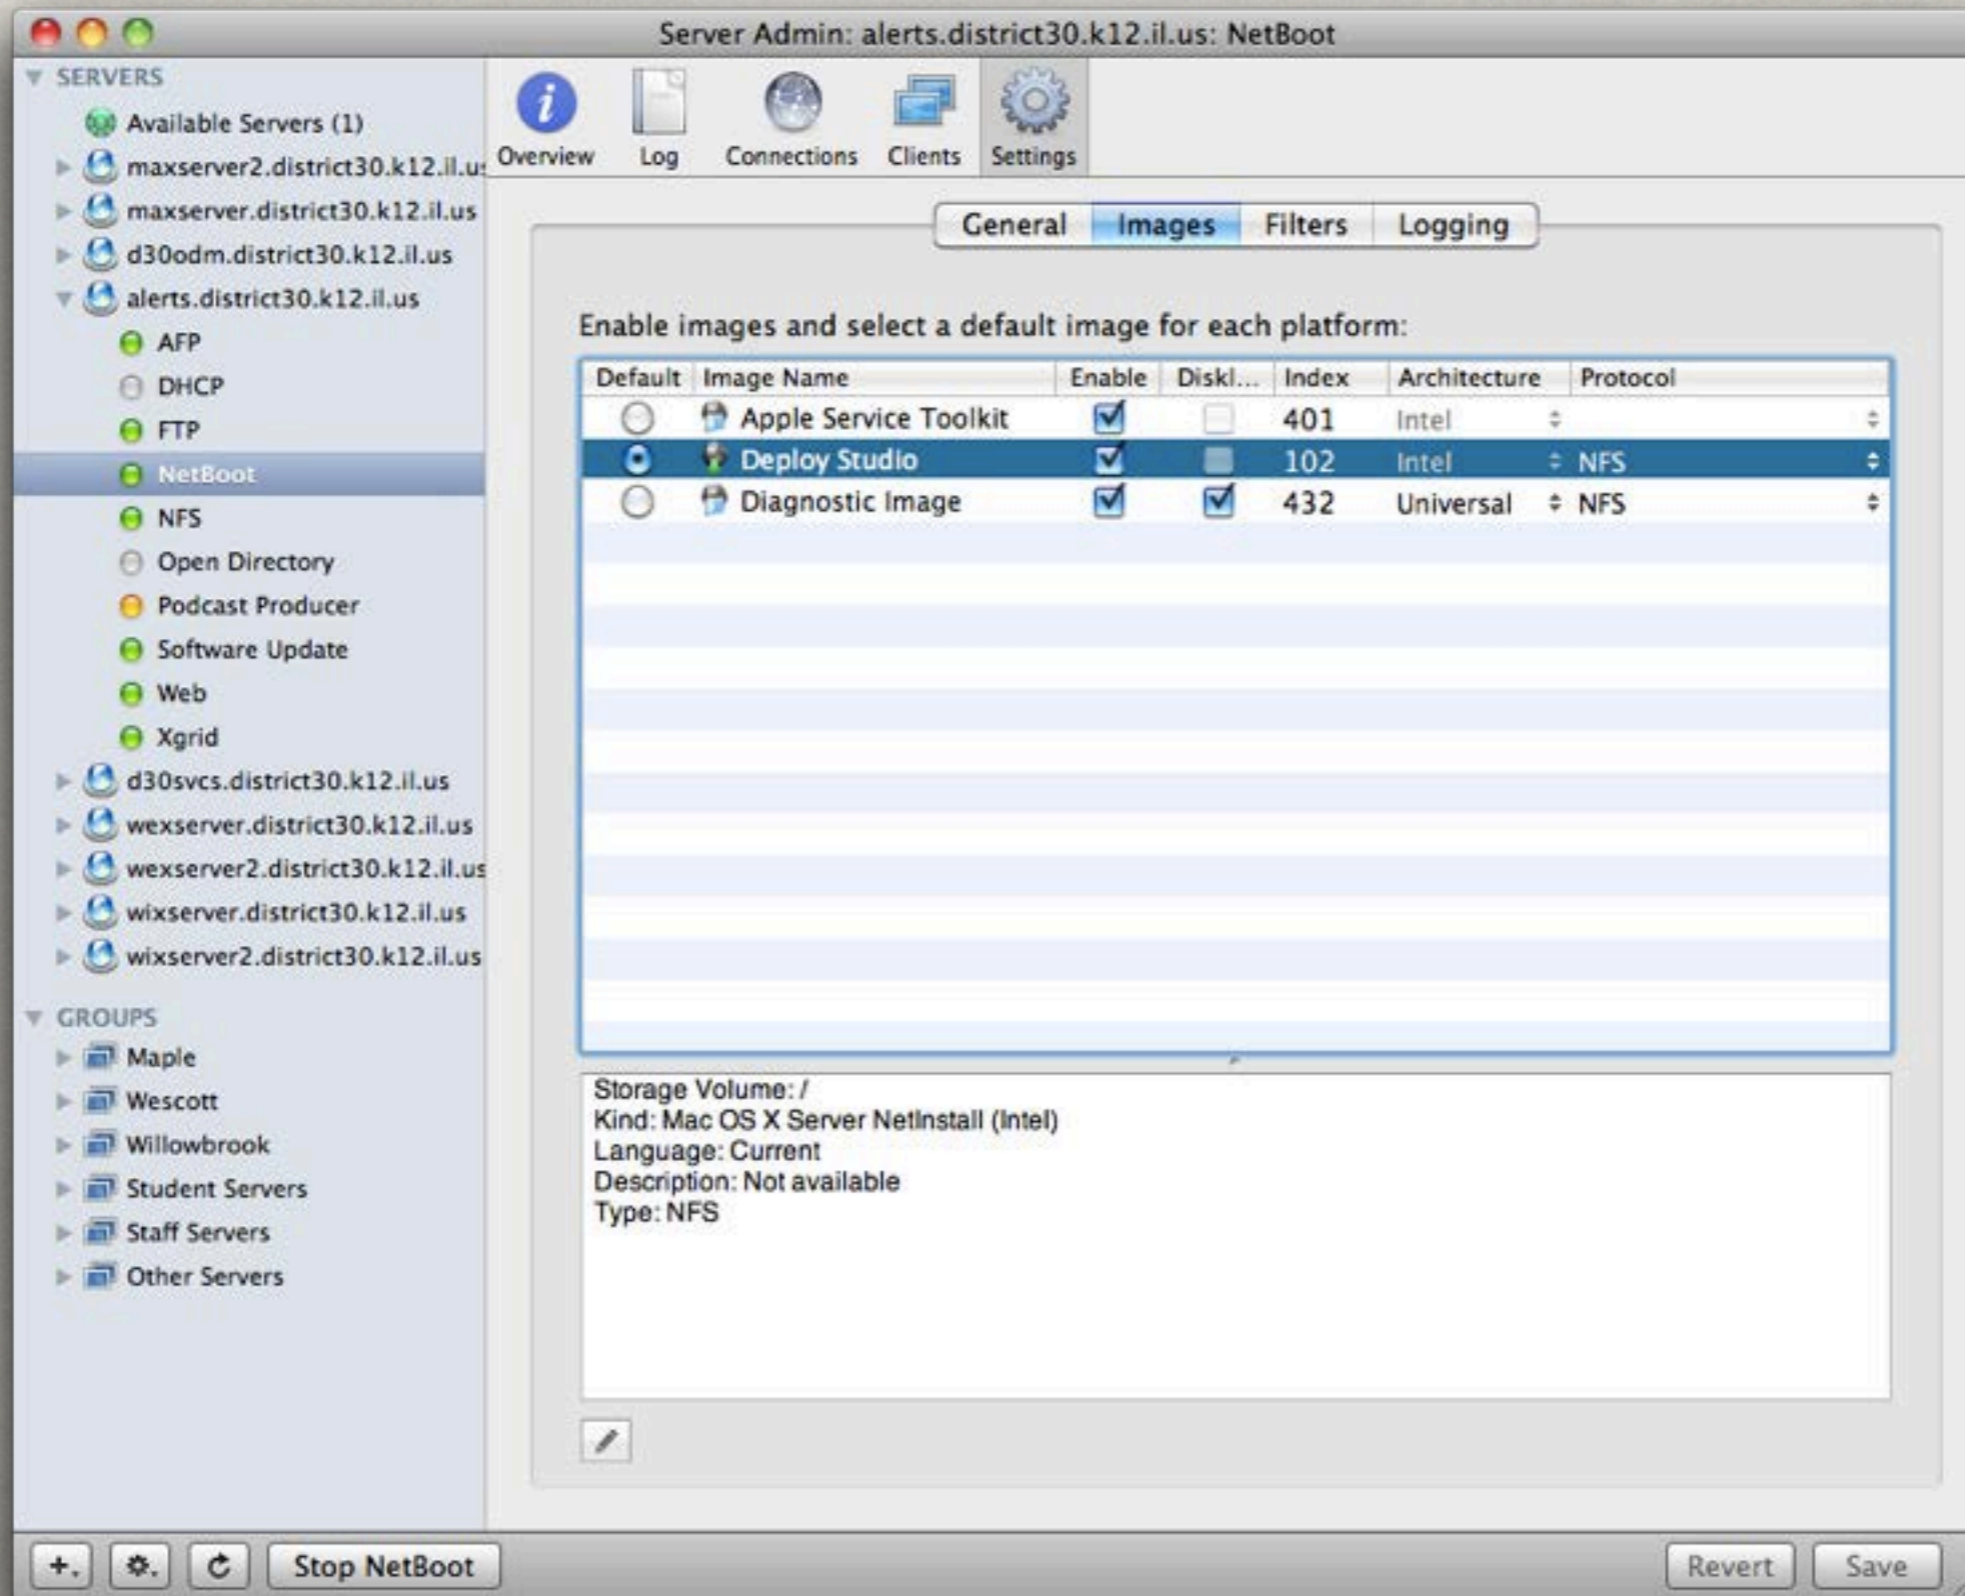 Server Admin: alerts.district30.k12.il.us: NetBoot
SERVERS
Available Servers (1)
maxserver2.district30.k12.il.us
maxserver.district30.k12.il.us
d30odm.district30.k12.il.us
alerts.district30.k12.il.us
AFP
DHCP
FTP
NetBoot
NFS
Open Directory
Podcast Producer
Software Update
Web
Xgrid
d30svcs.district30.k12.il.us
wexserver.district30.k12.il.us
wexserver2.district30.k12.il.us
wixserver.district30.k12.il.us
wixserver2.district30.k12.il.us
GROUPS
Maple
Wescott
Willowbrook
Student Servers
Staff Servers
Other Servers
Overview Log Connections Clients Settings
General Images Filters Logging
Enable images and select a default image for each platform:
Default Image Name Enable Diskl... Index Architecture Protocol
Apple Service Toolkit 401 Intel
Deploy Studio 102 Intel NFS
Diagnostic Image 432 Universal NFS
Storage Volume: /
Kind: Mac OS X Server NetInstall (Intel)
Language: Current
Description: Not available
Type: NFS
Stop NetBoot Revert Save